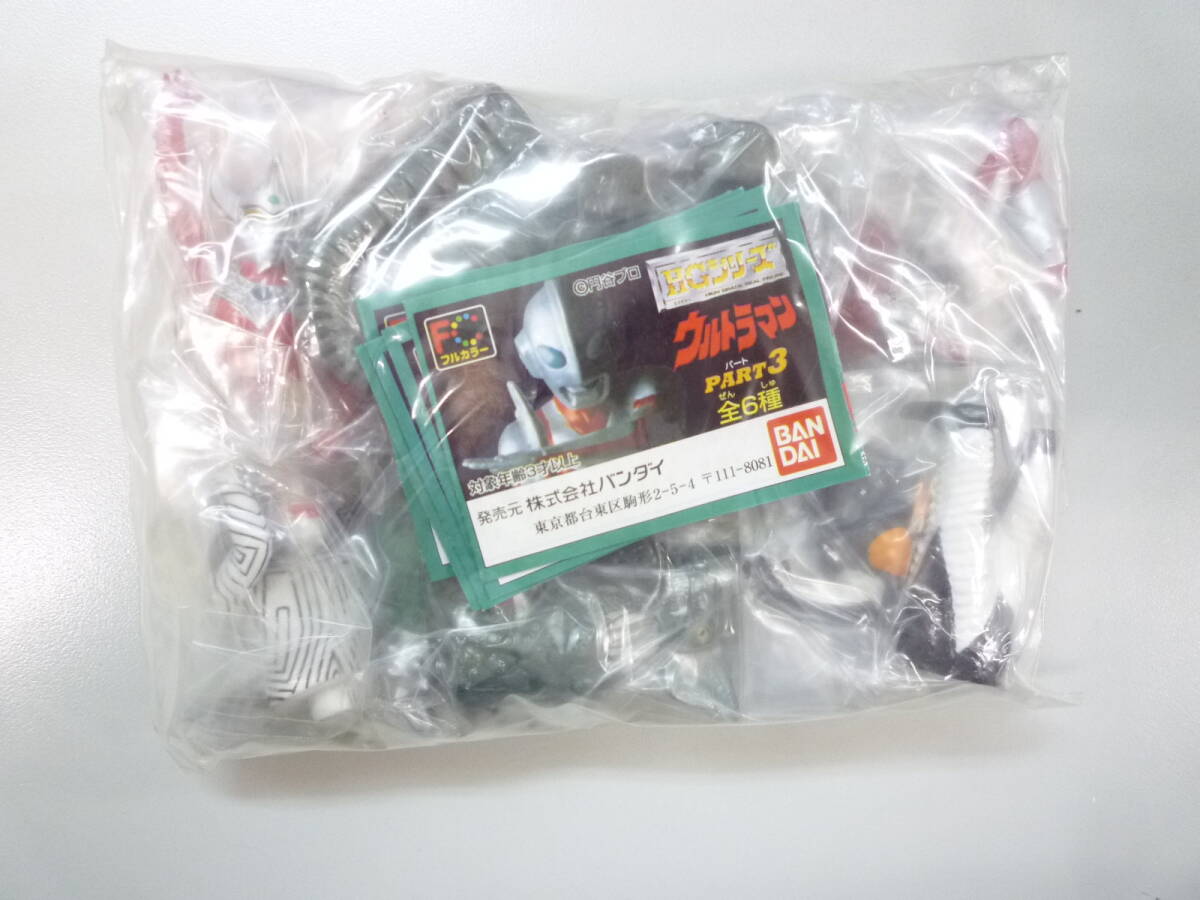 ©円谷プロ
HGシリーズ
フルカラー
ウルトラマン
パート
PART3
ぜん しゅ
全6種
対象年齢3才以上
BAN
DAI
発売元 株式会社バンダイ
東京都台東区駒形2-5-4 〒111-8081